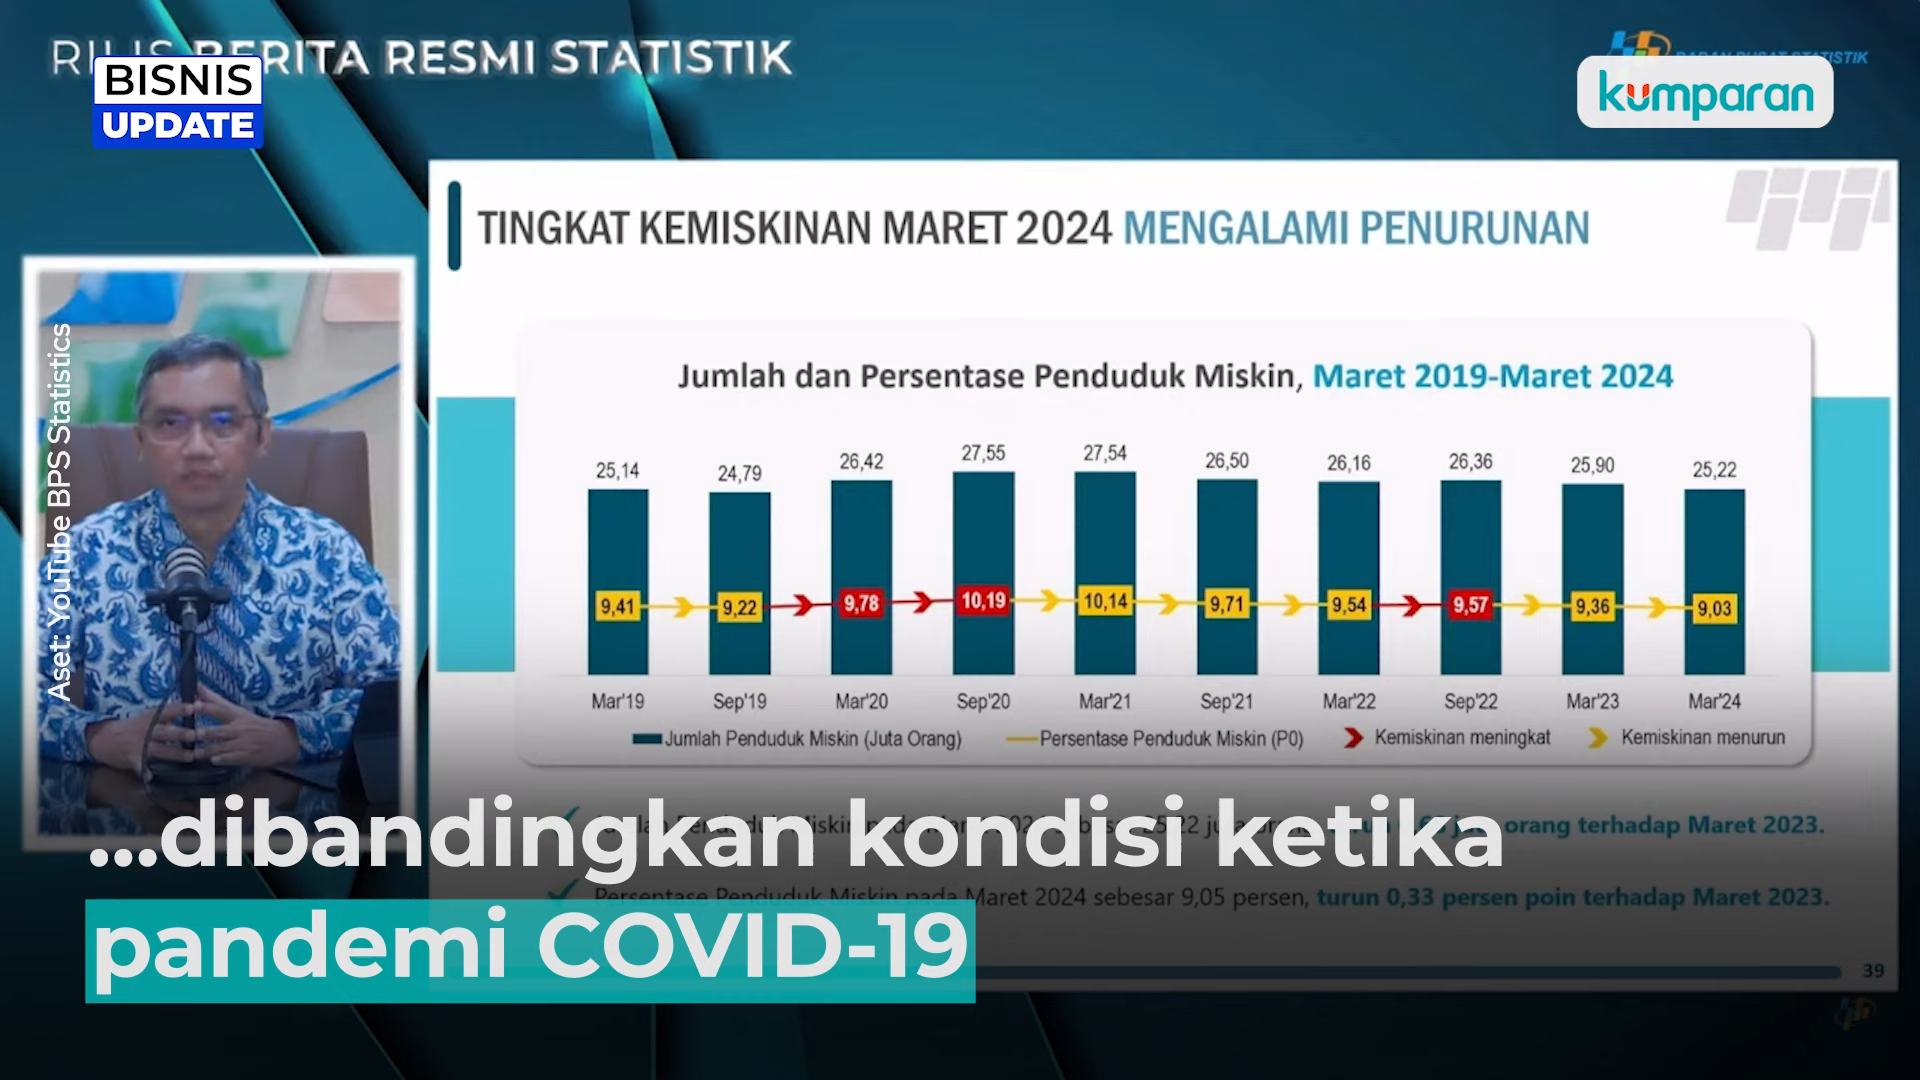 RILIS BERITA RESMI STATISTIK
BISNIS
UPDATE
STATISTIK
kumparan
TINGKAT KEMISKINAN MARET 2024 MENGALAMI PENURUNAN
Aset: YouTube BPS Statistics
Jumlah dan Persentase Penduduk Miskin, Maret 2019-Maret 2024
25,14 24,79 26,42 27,55 27,54 26,50 26,16 26,36 25,90 25,22
9,41 9,22 9,78 10,19 10,14 9,71 9,54 9,57 9,36 9,03
Mar'19 Sep'19 Mar'20 Sep'20 Mar'21 Sep'21 Mar'22 Sep'22 Mar'23 Mar'24
Jumlah Penduduk Miskin (Juta Orang) Persentase Penduduk Miskin (P0) Kemiskinan meningkat Kemiskinan menurun
orang terhadap Maret 2023.
...dibandingkan kondisi ketika
Persentase Penduduk Miskin pada Maret 2024 sebesar 9,05 persen, turun 0,33 persen poin terhadap Maret 2023.
pandemi COVID-19
39